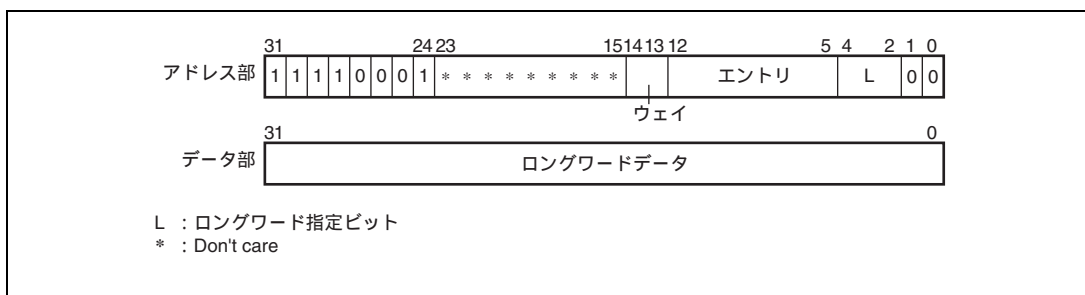 31 24 23 15 14 13 12 5 4 2 1 0
アドレス部 1 1 1 1 0 0 0 1 * * * * * * * * * エントリ L 0 0
ウェイ
31 0
データ部 ロングワードデータ
L : ロングワード指定ビット
* : Don't care